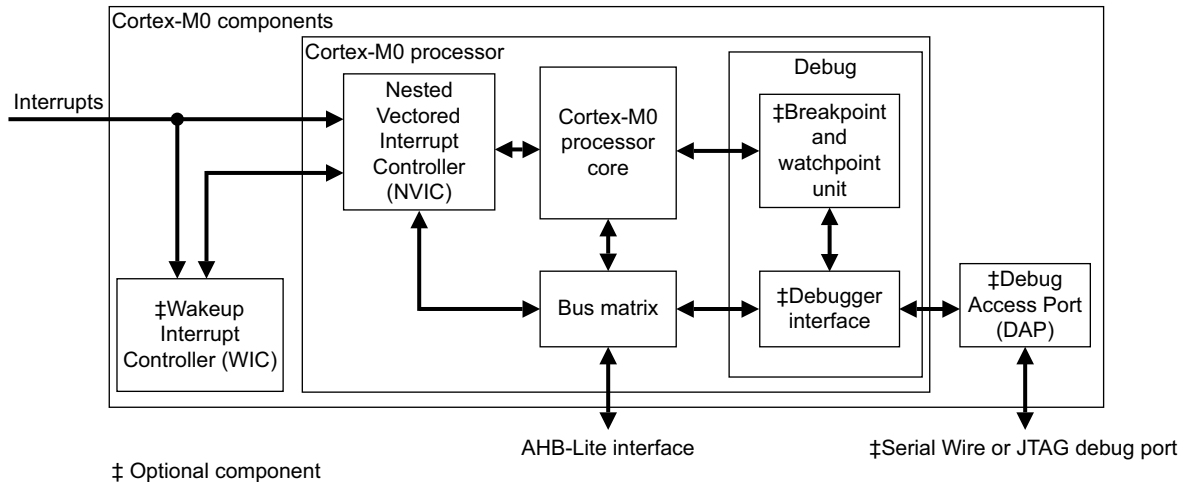 Cortex-M0 components
Cortex-M0 processor
Interrupts
Nested
Vectored
Interrupt
Controller
(NVIC)
Cortex-M0
processor
core
Debug
‡Breakpoint
and
watchpoint
unit
‡Wakeup
Interrupt
Controller (WIC)
Bus matrix
‡Debugger
interface
‡Debug
Access Port
(DAP)
AHB-Lite interface
‡Serial Wire or JTAG debug port
‡ Optional component